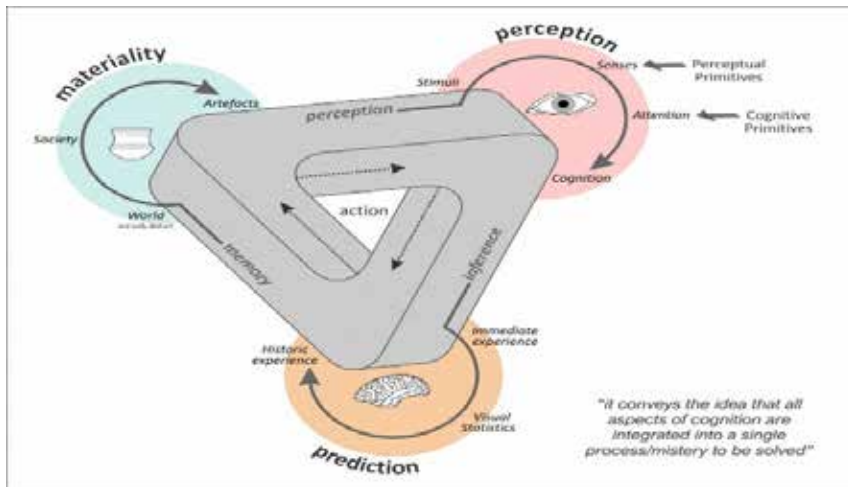 materiality
Artefacts
Society
World
perception
Stimuli
Senses
Perceptual
Primitives
Attention
Cognitive
Primitives
Cognition
perception
action
memory
inference
Immediate
experience
Historic
experience
Visual
Statistics
prediction
"it conveys the idea that all
aspects of cognition are
integrated into a single
process/mistery to be solved"